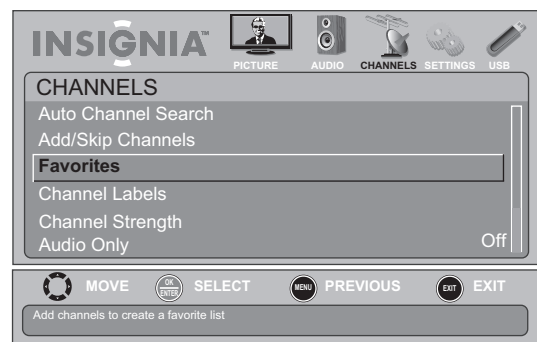 INSIGNIA™
PICTURE AUDIO CHANNELS SETTINGS USB
CHANNELS
Auto Channel Search
Add/Skip Channels
Favorites
Channel Labels
Channel Strength
Audio Only Off
MOVE OK ENTER SELECT MENU PREVIOUS EXIT EXIT
Add channels to create a favorite list